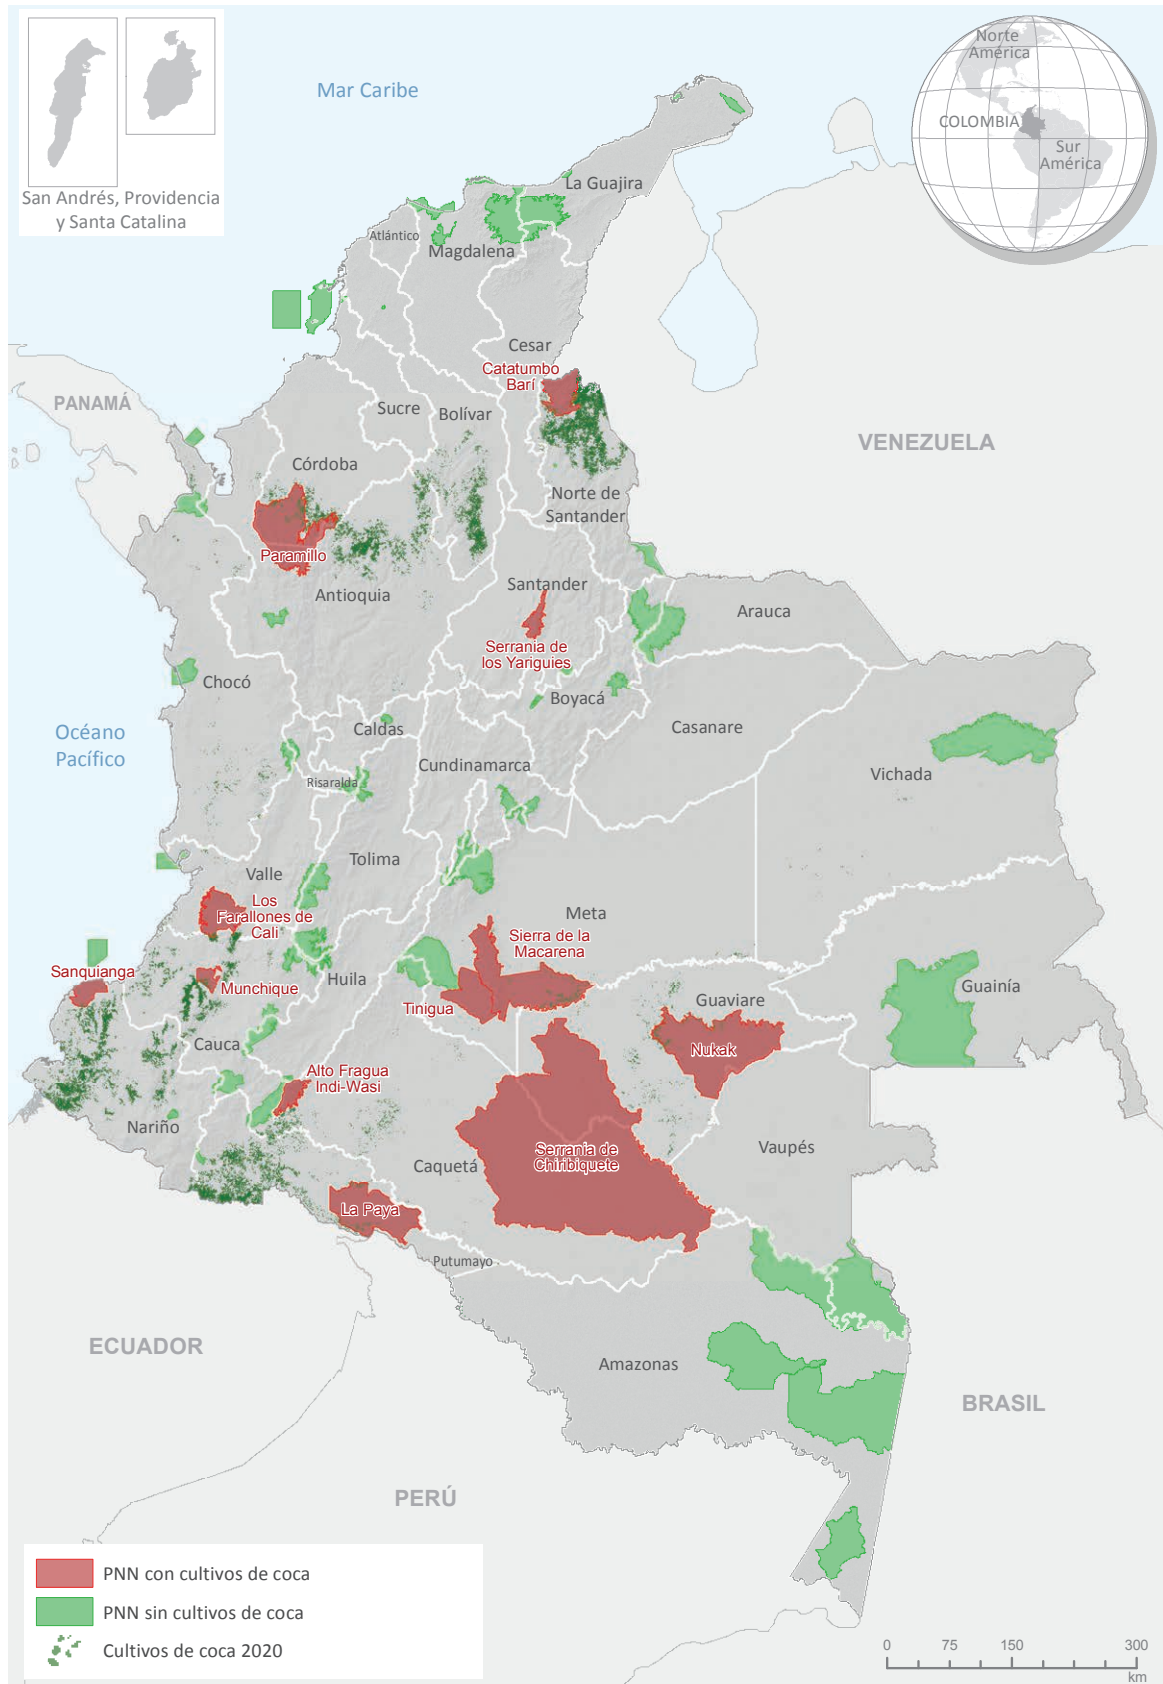 Norte
América
COLOMBIA
Sur
América
San Andrés, Providencia
y Santa Catalina
Mar Caribe
La Guajira
Atlántico
Magdalena
Cesar
Catatumbo
Barí
PANAMÁ
Sucre
Bolívar
VENEZUELA
Córdoba
Norte de
Santander
Paramillo
Antioquia
Santander
Arauca
Serrania de
los Yariguies
Chocó
Boyacá
Océano
Pacífico
Caldas
Casanare
Cundinamarca
Vichada
Risaralda
Tolima
Valle
Los
Farallones de
Cali
Meta
Sierra de la
Macarena
Sanquianga
Munchique
Huila
Tinigua
Guaviare
Guainía
Cauca
Nukak
Alto Fragua
Indi-Wasi
Nariño
Vaupés
Serrania de
Chiribiquete
Caquetá
La Paya
Putumayo
ECUADOR
Amazonas
BRASIL
PERÚ
PNN con cultivos de coca
PNN sin cultivos de coca
Cultivos de coca 2020
0 75 150 300
km